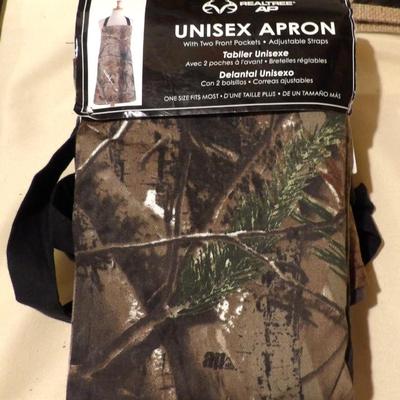 REALTREE
AP
UNISEX APRON
With Two Front Pockets • Adjustable Straps
Tablier Unisexe
Avec 2 poches à l'avant • Bretelles réglables
Delantal Unisexo
Con 2 bolsillos • Correas ajustables
ONE SIZE FITS MOST • D'UNE TAILLE PLUS • DE UN TAMAÑO MÁS
ap